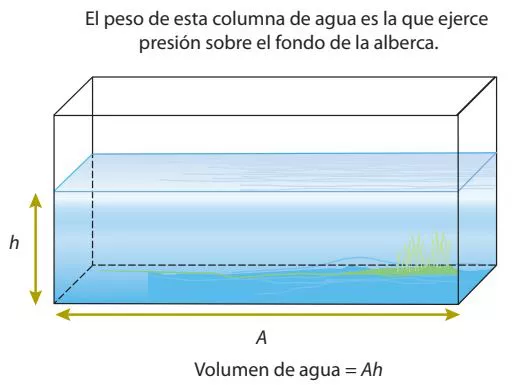 El peso de esta columna de agua es la que ejerce
presión sobre el fondo de la alberca.
h
A
Volumen de agua = Ah